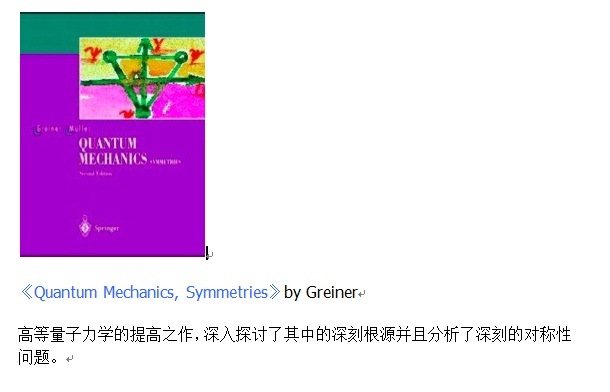 Greiner Müller
QUANTUM
MECHANICS SYMMETRIES
Second Edition
Springer
《Quantum Mechanics, Symmetries》by Greiner
高等量子力学的提高之作，深入探讨了其中的深刻根源并且分析了深刻的对称性
问题。